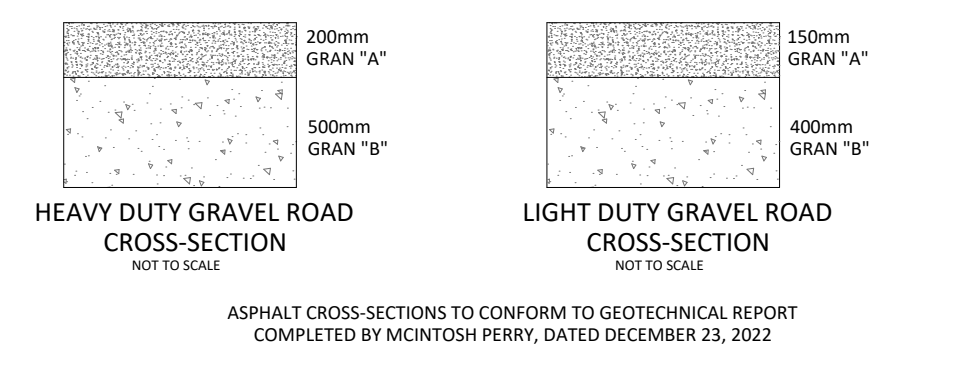 200mm
GRAN "A"
500mm
GRAN "B"
HEAVY DUTY GRAVEL ROAD
CROSS-SECTION
NOT TO SCALE
150mm
GRAN "A"
400mm
GRAN "B"
LIGHT DUTY GRAVEL ROAD
CROSS-SECTION
NOT TO SCALE
ASPHALT CROSS-SECTIONS TO CONFORM TO GEOTECHNICAL REPORT
COMPLETED BY MCINTOSH PERRY, DATED DECEMBER 23, 2022